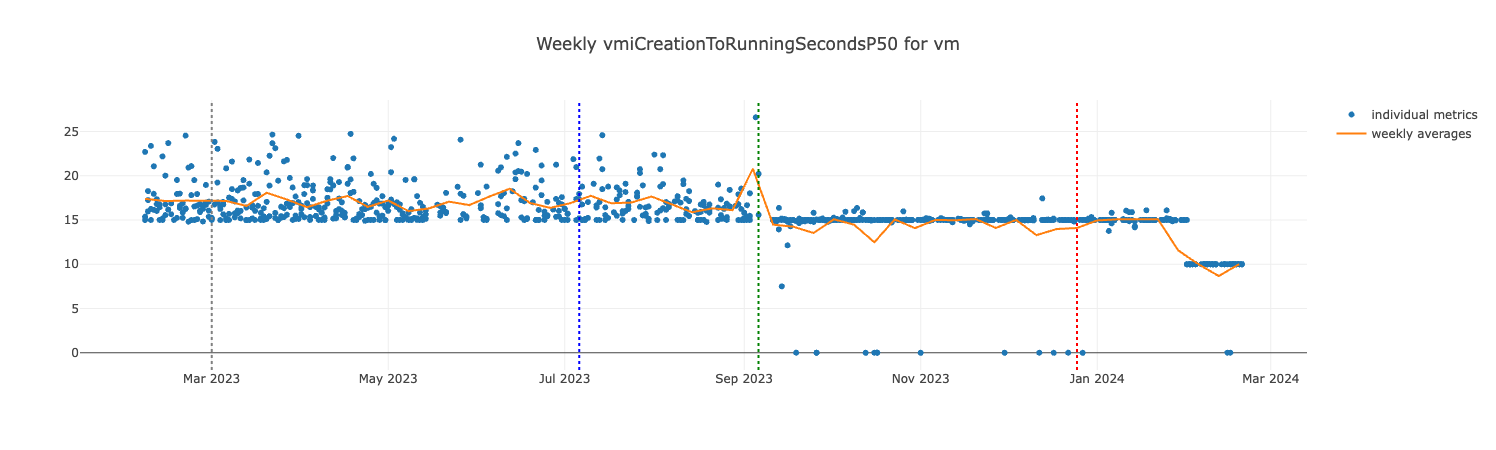 Weekly vmiCreationToRunningSecondsP50 for vm
individual metrics
weekly averages
25
20
15
10
5
0
Mar 2023
May 2023
Jul 2023
Sep 2023
Nov 2023
Jan 2024
Mar 2024